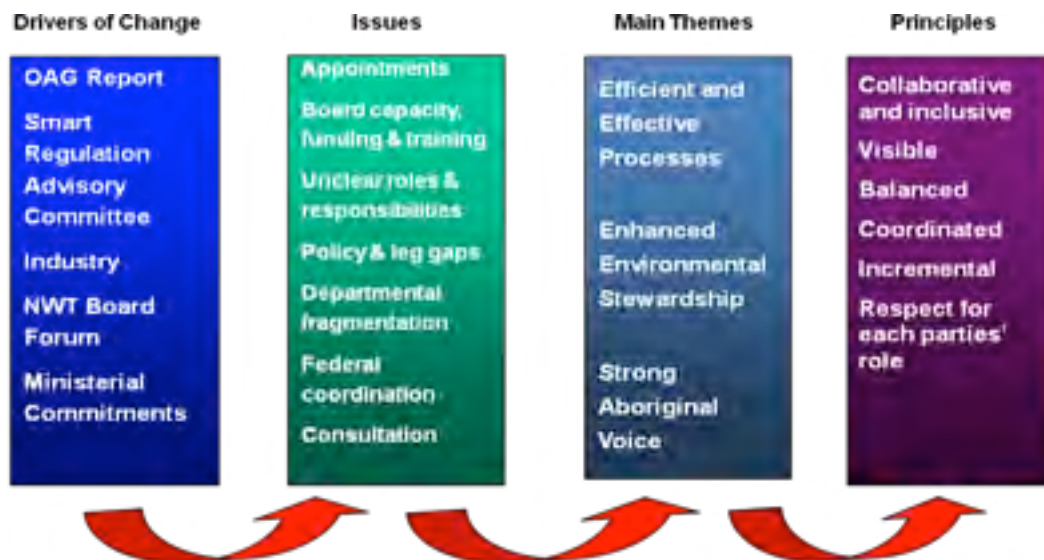 Drivers of Change
OAG Report
Smart
Regulation
Advisory
Committee
Industry
NWT Board
Forum
Ministerial
Commitments
Issues
Appointments
Board capacity,
funding & training
Unclear roles &
responsibilities
Policy & leg gaps
Departmental
fragmentation
Federal
coordination
Consultation
Main Themes
Efficient and
Effective
Processes
Enhanced
Environmental
Stewardship
Strong
Aboriginal
Voice
Principles
Collaborative
and inclusive
Visible
Balanced
Coordinated
Incremental
Respect for
each parties'
role